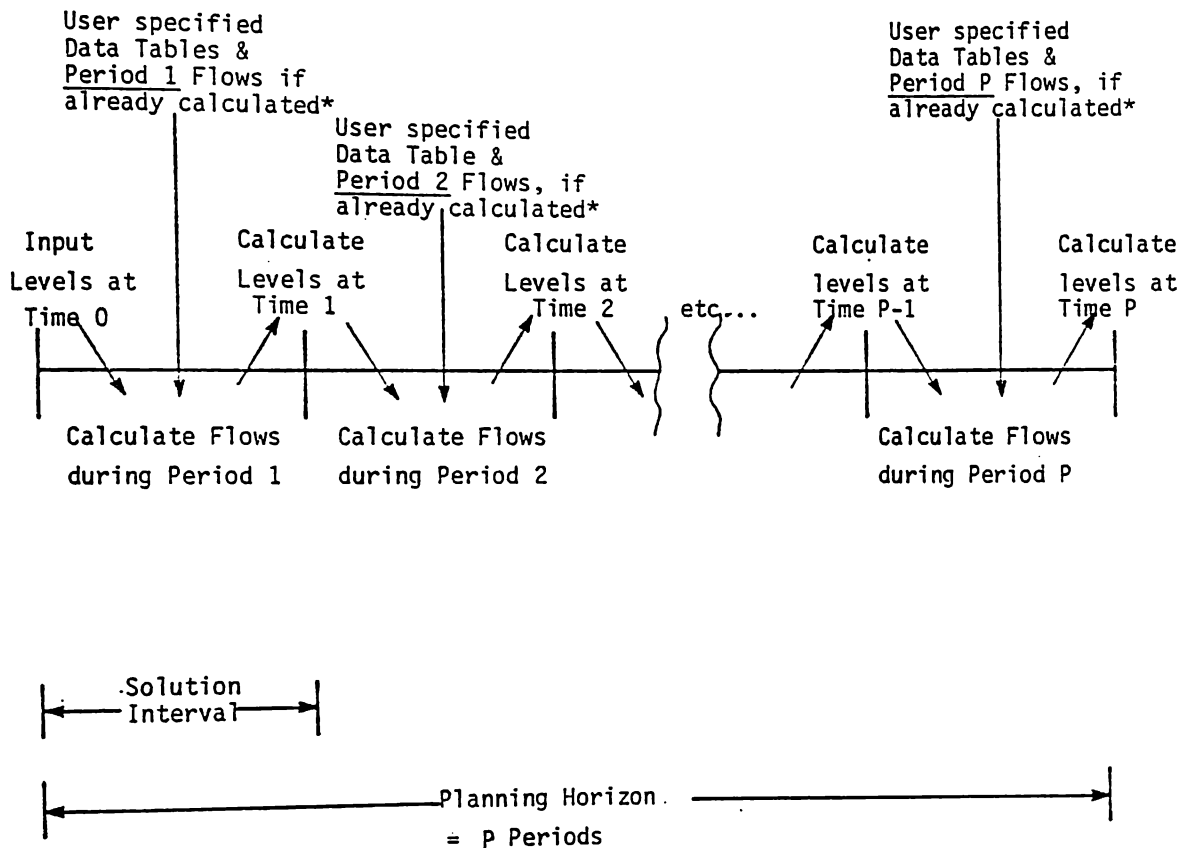 User specified
Data Tables &
Period 1 Flows if
already calculated*
User specified
Data Table &
Period 2 Flows, if
already calculated*
User specified
Data Tables &
Period P Flows, if
already calculated*
Input
Levels at
Time 0
Calculate
Levels at
Time 1
Calculate
Levels at
Time 2
etc...
Calculate
levels at
Time P-1
Calculate
levels at
Time P
Calculate Flows
during Period 1
Calculate Flows
during Period 2
Calculate Flows
during Period P
Solution
Interval
Planning Horizon
= P Periods